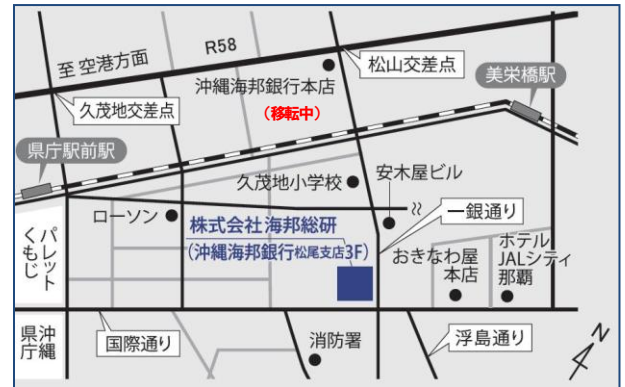 R58
至 空港方面
松山交差点
沖縄海邦銀行本店
(移転中)
美栄橋駅
久茂地交差点
県庁駅前駅
久茂地小学校
安木屋ビル
ローソン
株式会社海邦総研
(沖縄海邦銀行松尾支店3F)
一銀通り
パレット
くもじ
おきなわ屋
本店
ホテル
JALシティ
那覇
沖縄
県庁
国際通り
消防署
浮島通り
N